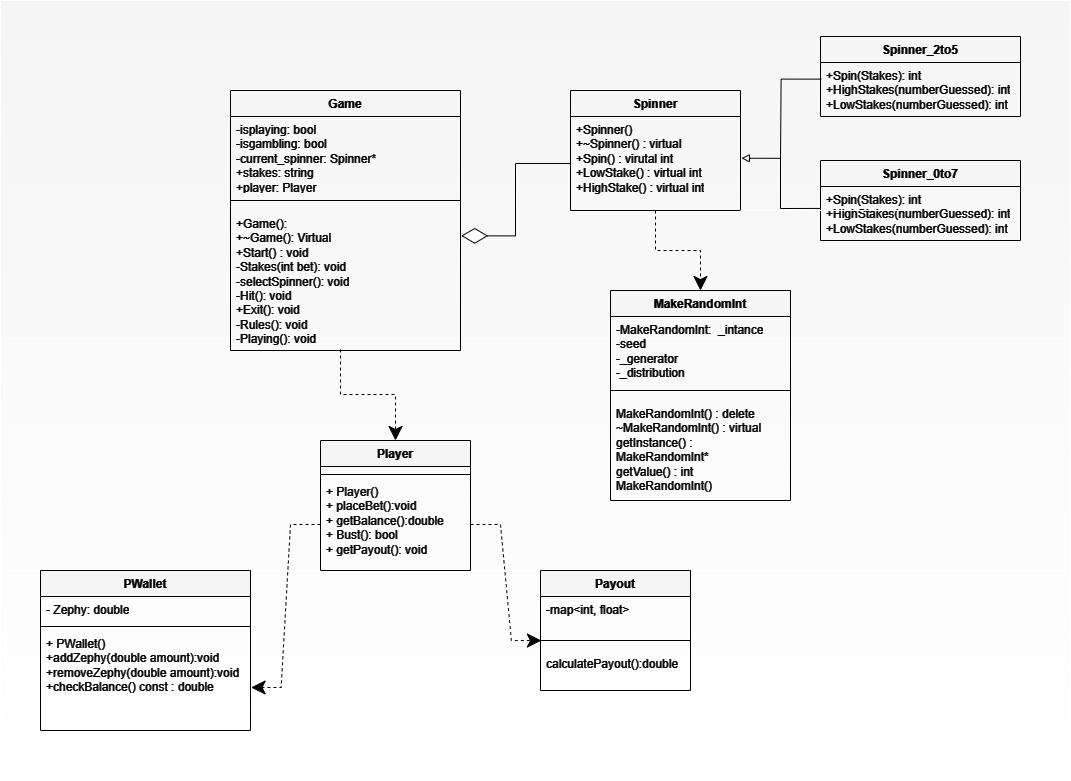 Game
-isplaying: bool
-isgambling: bool
-current_spinner: Spinner*
+stakes: string
+player: Player
+Game():
+~Game(): Virtual
+Start() : void
-Stakes(int bet): void
-selectSpinner(): void
-Hit(): void
+Exit(): void
-Rules(): void
-Playing(): void
Spinner
+Spinner()
+~Spinner() : virtual
+Spin() : virutal int
+LowStake() : virtual int
+HighStake() : virtual int
Spinner_2to5
+Spin(Stakes): int
+HighStakes(numberGuessed): int
+LowStakes(numberGuessed): int
Spinner_0to7
+Spin(Stakes): int
+HighStakes(numberGuessed): int
+LowStakes(numberGuessed): int
MakeRandomInt
-MakeRandomInt:  _intance
-seed
-_generator
-_distribution
MakeRandomInt() : delete
~MakeRandomInt() : virtual
getInstance() :
MakeRandomInt*
getValue() : int
MakeRandomInt()
Player
+ Player()
+ placeBet():void
+ getBalance():double
+ Bust(): bool
+ getPayout(): void
PWallet
- Zephy: double
+ PWallet()
+addZephy(double amount):void
+removeZephy(double amount):void
+checkBalance() const : double
Payout
-map<int, float>
calculatePayout():double